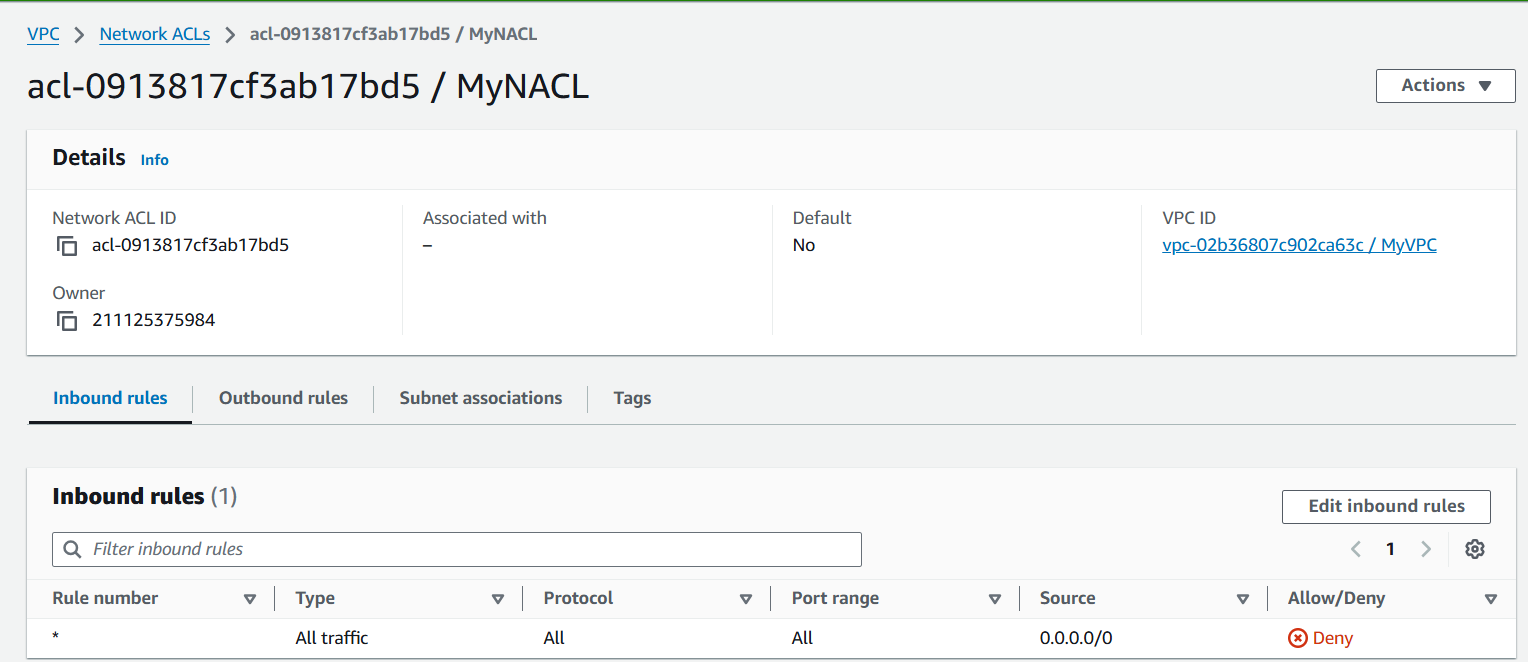 VPC > Network ACLs > acl-0913817cf3ab17bd5 / MyNACL
acl-0913817cf3ab17bd5 / MyNACL
Actions
Details Info
Network ACL ID
acl-0913817cf3ab17bd5
Associated with
–
Default
No
VPC ID
vpc-02b36807c902ca63c / MyVPC
Owner
211125375984
Inbound rules Outbound rules Subnet associations Tags
Inbound rules (1)
Edit inbound rules
Filter inbound rules
1
Rule number Type Protocol Port range Source Allow/Deny
* All traffic All All 0.0.0.0/0 Deny